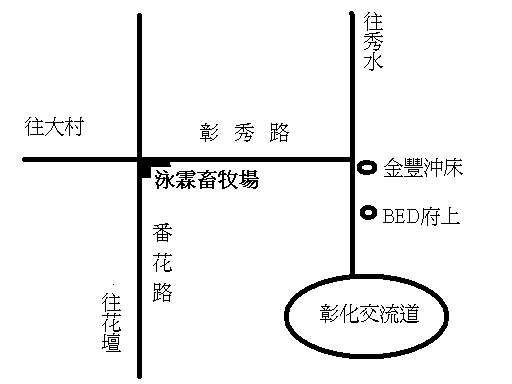 往秀水
往大村
彰秀路
金豐沖床
泳霖畜牧場
BED府上
番花路
往花壇
彰化交流道